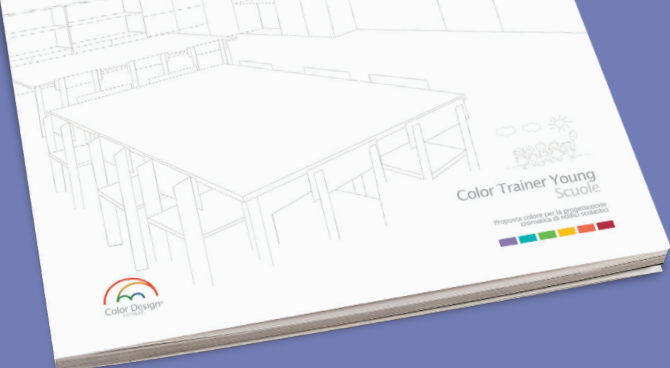 Color Trainer Young
Scuole
Proposta colore per la progettazione
cromatica di edifici scolastici
Color Design®